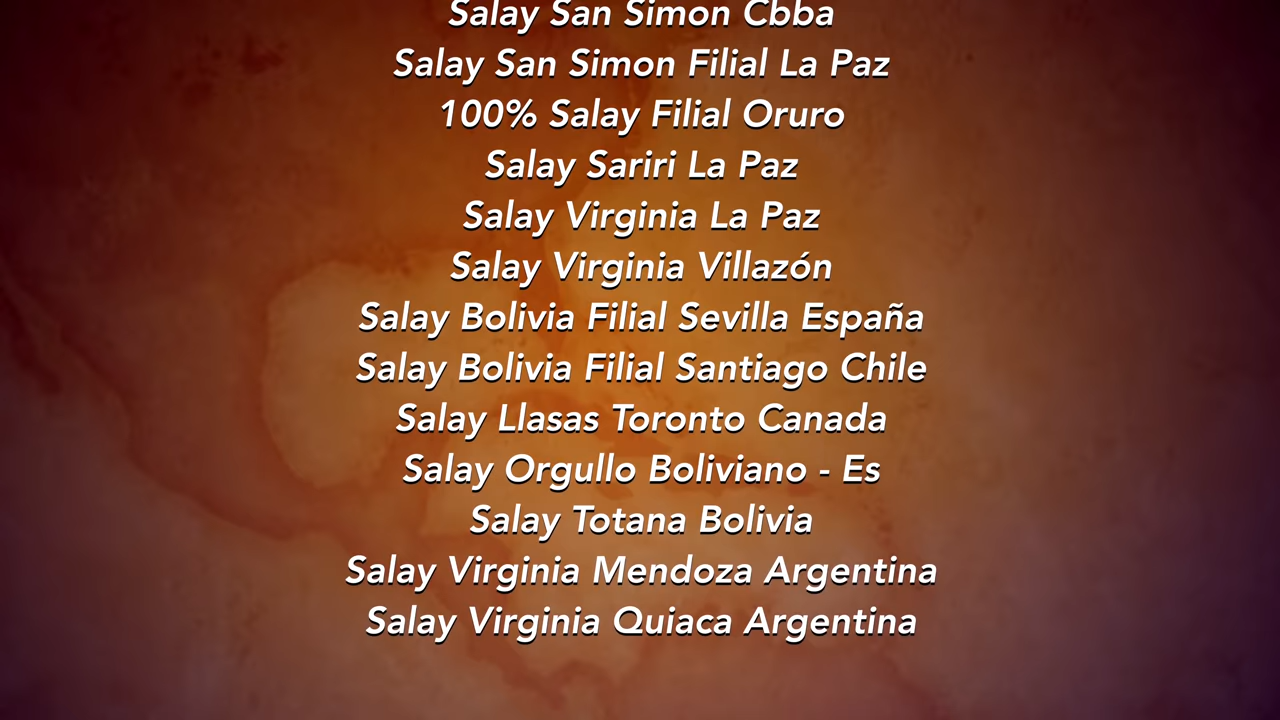 Salay San Simon Cbba
Salay San Simon Filial La Paz
100% Salay Filial Oruro
Salay Sariri La Paz
Salay Virginia La Paz
Salay Virginia Villazón
Salay Bolivia Filial Sevilla España
Salay Bolivia Filial Santiago Chile
Salay Llasas Toronto Canada
Salay Orgullo Boliviano - Es
Salay Totana Bolivia
Salay Virginia Mendoza Argentina
Salay Virginia Quiaca Argentina